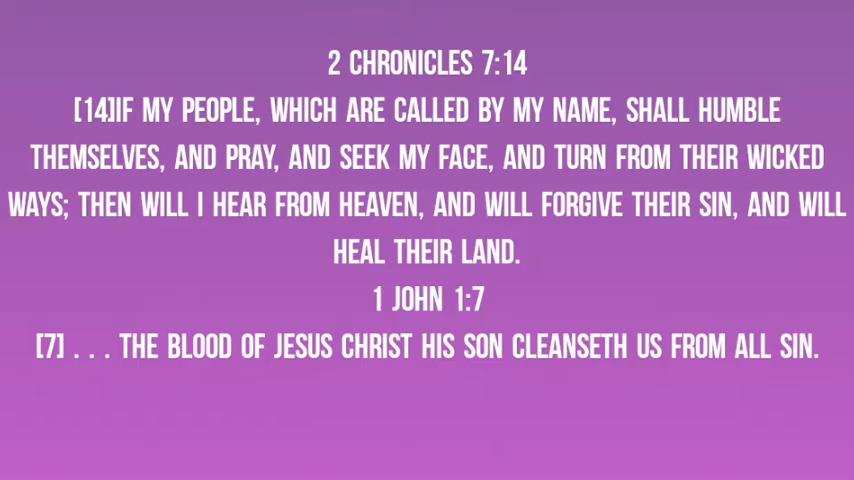 2 CHRONICLES 7:14
[14]IF MY PEOPLE, WHICH ARE CALLED BY MY NAME, SHALL HUMBLE
THEMSELVES, AND PRAY, AND SEEK MY FACE, AND TURN FROM THEIR WICKED
WAYS; THEN WILL I HEAR FROM HEAVEN, AND WILL FORGIVE THEIR SIN, AND WILL
HEAL THEIR LAND.
1 JOHN 1:7
[7] . . . THE BLOOD OF JESUS CHRIST HIS SON CLEANSETH US FROM ALL SIN.